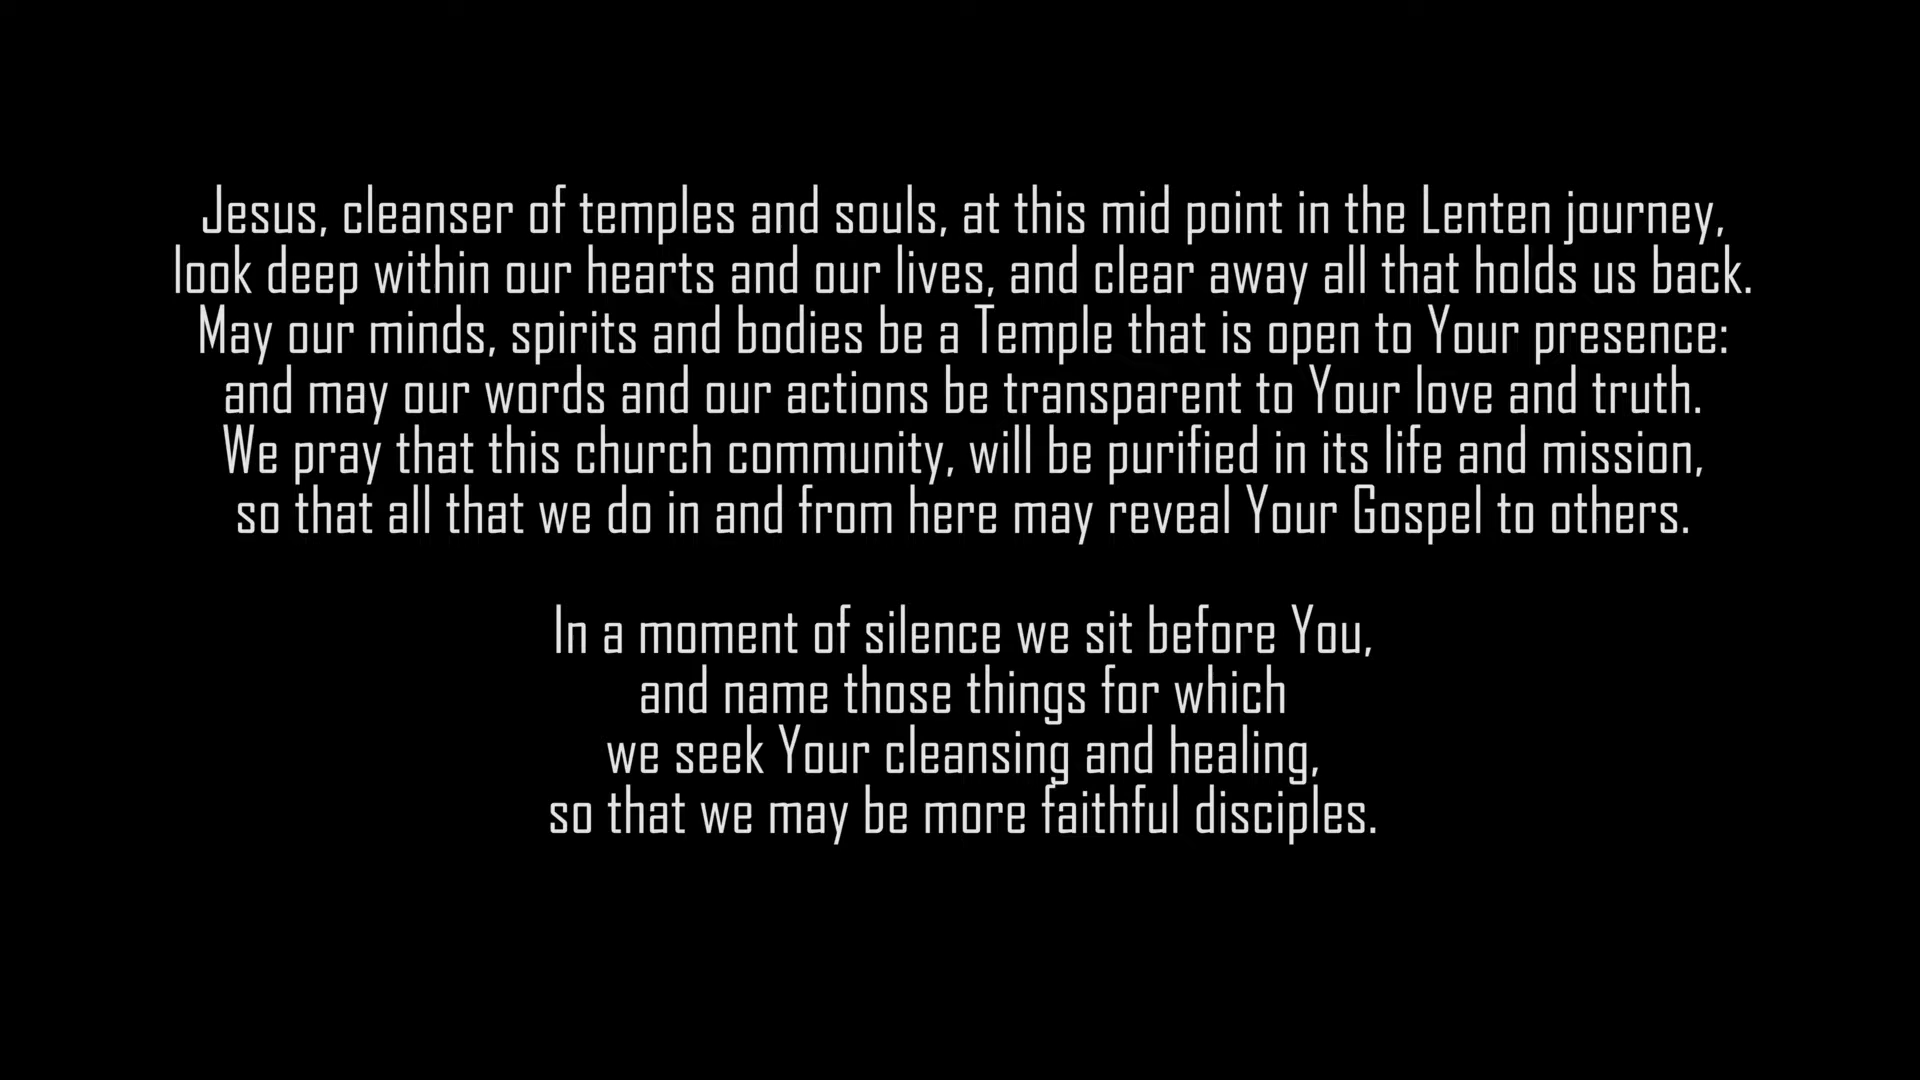 Jesus, cleanser of temples and souls, at this mid point in the Lenten journey,
look deep within our hearts and our lives, and clear away all that holds us back.
May our minds, spirits and bodies be a Temple that is open to Your presence:
and may our words and our actions be transparent to Your love and truth.
We pray that this church community, will be purified in its life and mission,
so that all that we do in and from here may reveal Your Gospel to others.
In a moment of silence we sit before You,
and name those things for which
we seek Your cleansing and healing,
so that we may be more faithful disciples.